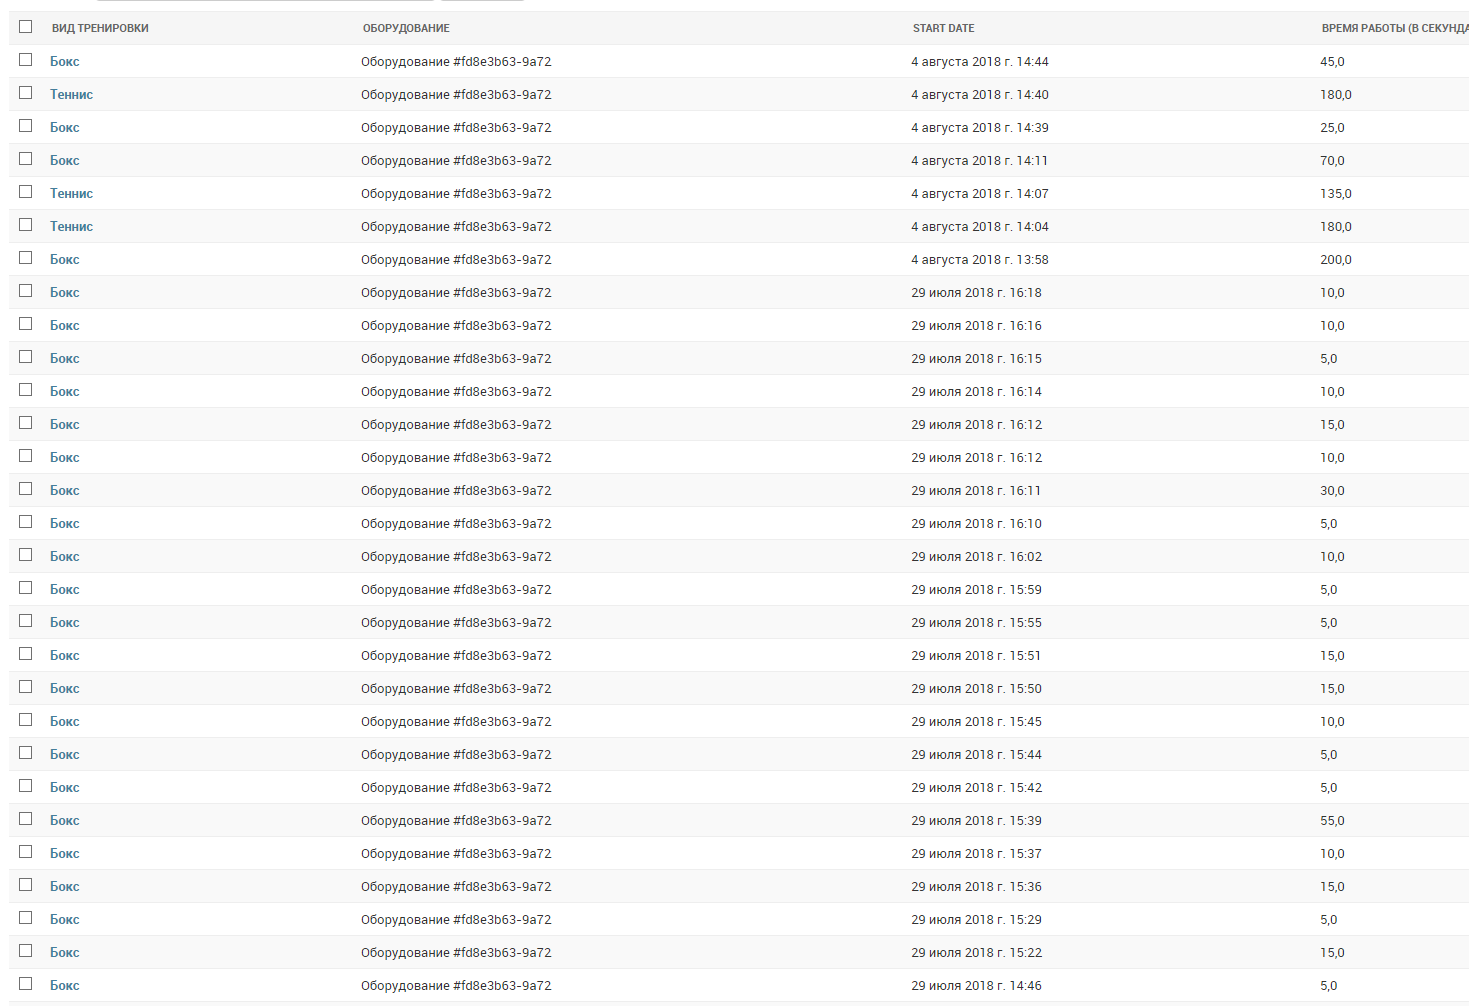 ВИД ТРЕНИРОВКИ ОБОРУДОВАНИЕ START DATE ВРЕМЯ РАБОТЫ (В СЕКУНДА
Бокс Оборудование #fd8e3b63-9a72 4 августа 2018 г. 14:44 45,0
Теннис Оборудование #fd8e3b63-9a72 4 августа 2018 г. 14:40 180,0
Бокс Оборудование #fd8e3b63-9a72 4 августа 2018 г. 14:39 25,0
Бокс Оборудование #fd8e3b63-9a72 4 августа 2018 г. 14:11 70,0
Теннис Оборудование #fd8e3b63-9a72 4 августа 2018 г. 14:07 135,0
Теннис Оборудование #fd8e3b63-9a72 4 августа 2018 г. 14:04 180,0
Бокс Оборудование #fd8e3b63-9a72 4 августа 2018 г. 13:58 200,0
Бокс Оборудование #fd8e3b63-9a72 29 июля 2018 г. 16:18 10,0
Бокс Оборудование #fd8e3b63-9a72 29 июля 2018 г. 16:16 10,0
Бокс Оборудование #fd8e3b63-9a72 29 июля 2018 г. 16:15 5,0
Бокс Оборудование #fd8e3b63-9a72 29 июля 2018 г. 16:14 10,0
Бокс Оборудование #fd8e3b63-9a72 29 июля 2018 г. 16:12 15,0
Бокс Оборудование #fd8e3b63-9a72 29 июля 2018 г. 16:12 10,0
Бокс Оборудование #fd8e3b63-9a72 29 июля 2018 г. 16:11 30,0
Бокс Оборудование #fd8e3b63-9a72 29 июля 2018 г. 16:10 5,0
Бокс Оборудование #fd8e3b63-9a72 29 июля 2018 г. 16:02 10,0
Бокс Оборудование #fd8e3b63-9a72 29 июля 2018 г. 15:59 5,0
Бокс Оборудование #fd8e3b63-9a72 29 июля 2018 г. 15:55 5,0
Бокс Оборудование #fd8e3b63-9a72 29 июля 2018 г. 15:51 15,0
Бокс Оборудование #fd8e3b63-9a72 29 июля 2018 г. 15:50 15,0
Бокс Оборудование #fd8e3b63-9a72 29 июля 2018 г. 15:45 10,0
Бокс Оборудование #fd8e3b63-9a72 29 июля 2018 г. 15:44 5,0
Бокс Оборудование #fd8e3b63-9a72 29 июля 2018 г. 15:42 5,0
Бокс Оборудование #fd8e3b63-9a72 29 июля 2018 г. 15:39 55,0
Бокс Оборудование #fd8e3b63-9a72 29 июля 2018 г. 15:37 10,0
Бокс Оборудование #fd8e3b63-9a72 29 июля 2018 г. 15:36 15,0
Бокс Оборудование #fd8e3b63-9a72 29 июля 2018 г. 15:29 5,0
Бокс Оборудование #fd8e3b63-9a72 29 июля 2018 г. 15:22 15,0
Бокс Оборудование #fd8e3b63-9a72 29 июля 2018 г. 14:46 5,0